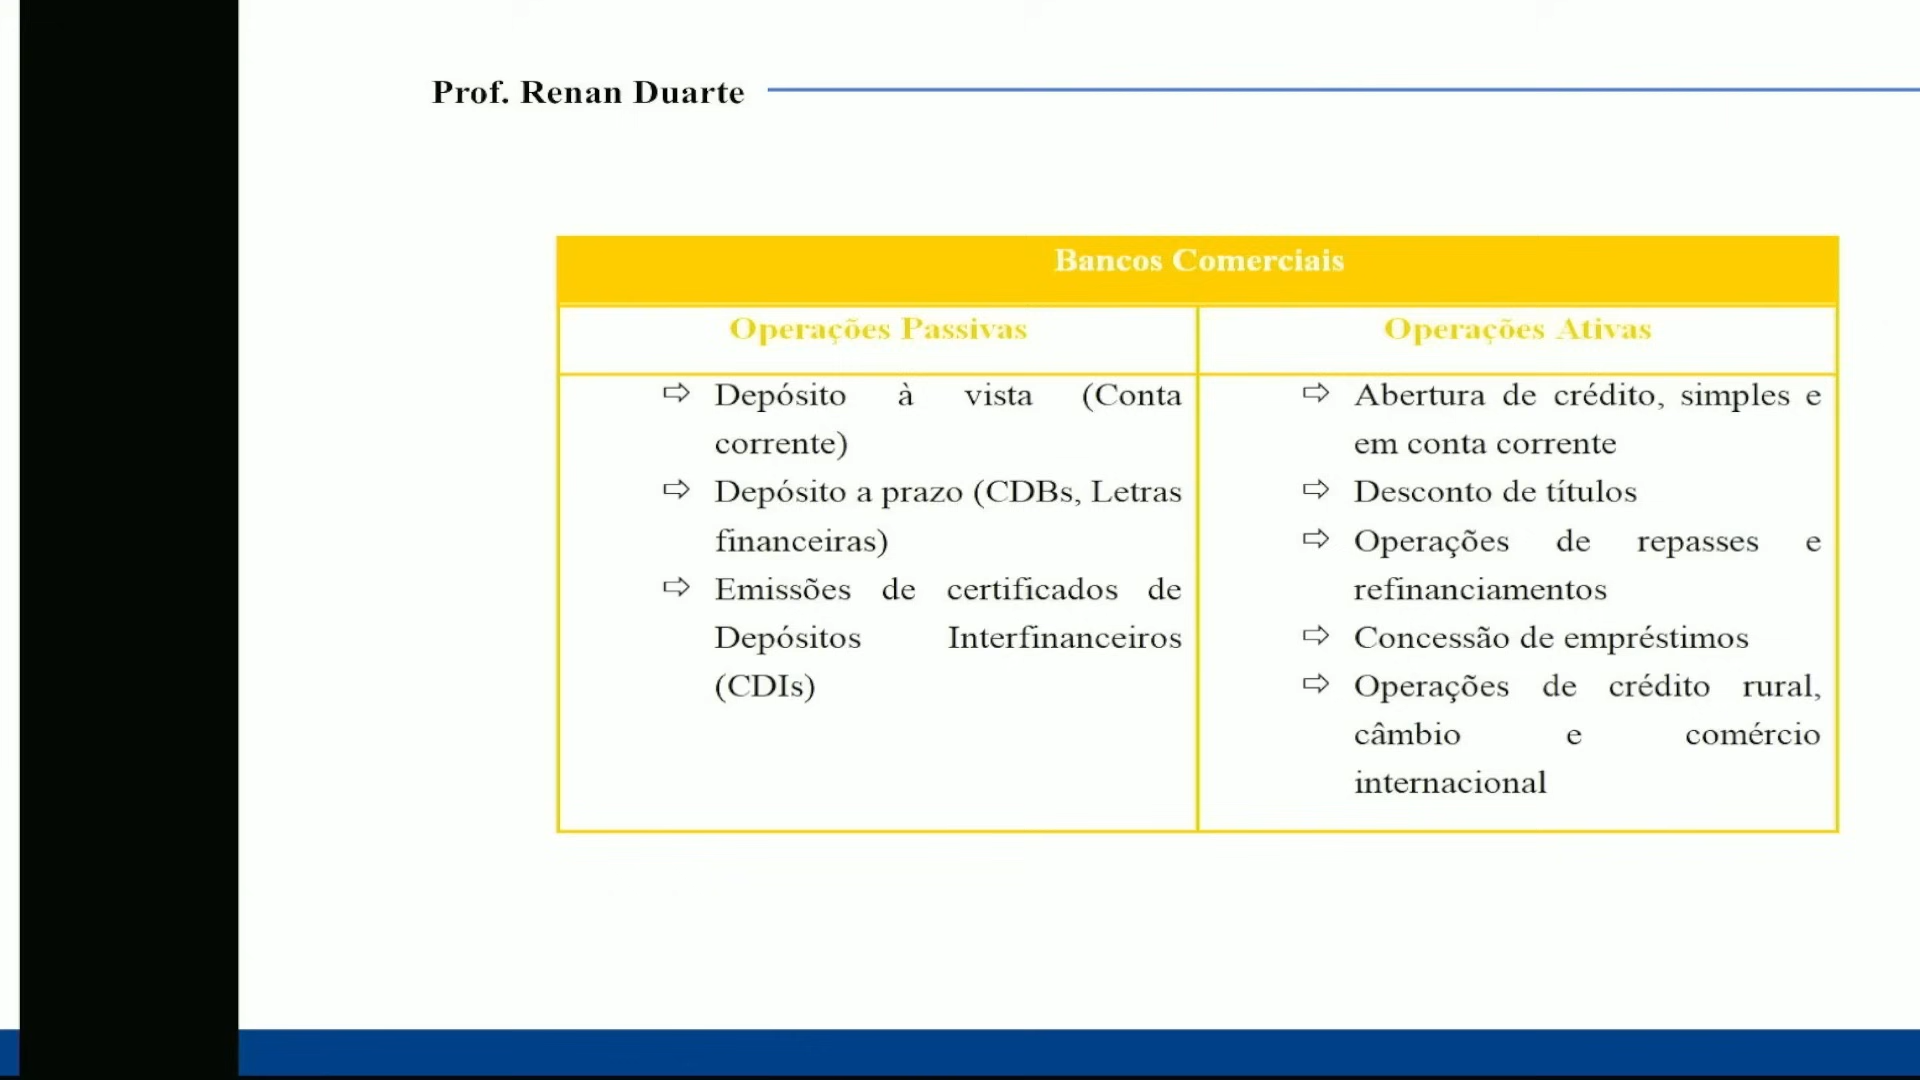 Prof. Renan Duarte
Bancos Comerciais
Operações Passivas
⇨ Depósito à vista (Conta
corrente)
⇨ Depósito a prazo (CDBs, Letras
financeiras)
⇨ Emissões de certificados de
Depósitos Interfinanceiros
(CDIs)
Operações Ativas
⇨ Abertura de crédito, simples e
em conta corrente
⇨ Desconto de títulos
⇨ Operações de repasses e
refinanciamentos
⇨ Concessão de empréstimos
⇨ Operações de crédito rural,
câmbio e comércio
internacional